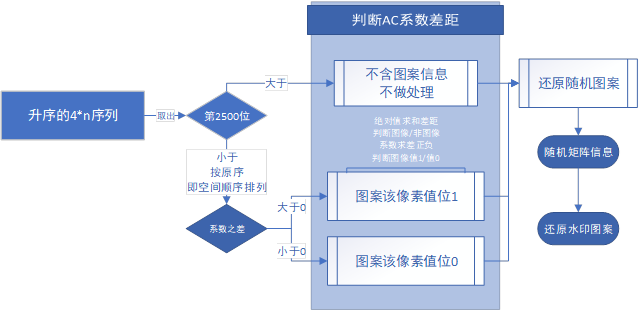 判断AC系数差距
升序的4*n序列
取出
第2500位
大于
不含图案信息
不做处理
还原随机图案
绝对值求和差距
判断图像/非图像
系数求差正负
判断图像值1/值0
小于
按原序
即空间顺序排列
系数之差
大于0
图案该像素值位1
小于0
图案该像素值位0
随机矩阵信息
还原水印图案